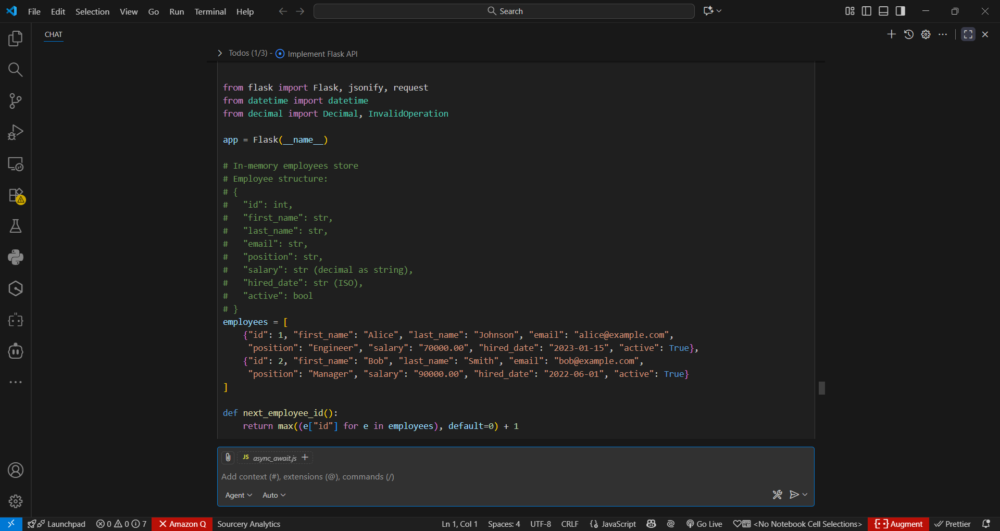 File Edit Selection View Go Run Terminal Help
Search
CHAT
Todos (1/3) - Implement Flask API
from flask import Flask, jsonify, request
from datetime import datetime
from decimal import Decimal, InvalidOperation
app = Flask(__name__)
# In-memory employees store
# Employee structure:
# {
#   "id": int,
#   "first_name": str,
#   "last_name": str,
#   "email": str,
#   "position": str,
#   "salary": str (decimal as string),
#   "hired_date": str (ISO),
#   "active": bool
# }
employees = [
    {"id": 1, "first_name": "Alice", "last_name": "Johnson", "email": "alice@example.com",
     "position": "Engineer", "salary": "70000.00", "hired_date": "2023-01-15", "active": True},
    {"id": 2, "first_name": "Bob", "last_name": "Smith", "email": "bob@example.com",
     "position": "Manager", "salary": "90000.00", "hired_date": "2022-06-01", "active": True}
]
def next_employee_id():
    return max((e["id"] for e in employees), default=0) + 1
JS async_await.js
Add context (#), extensions (@), commands (/)
Agent Auto
Launchpad 0 0 7 Amazon Q Sourcery Analytics Ln 1, Col 1 Spaces: 4 UTF-8 CRLF JavaScript Go Live <No Notebook Cell Selections> Augment Prettier